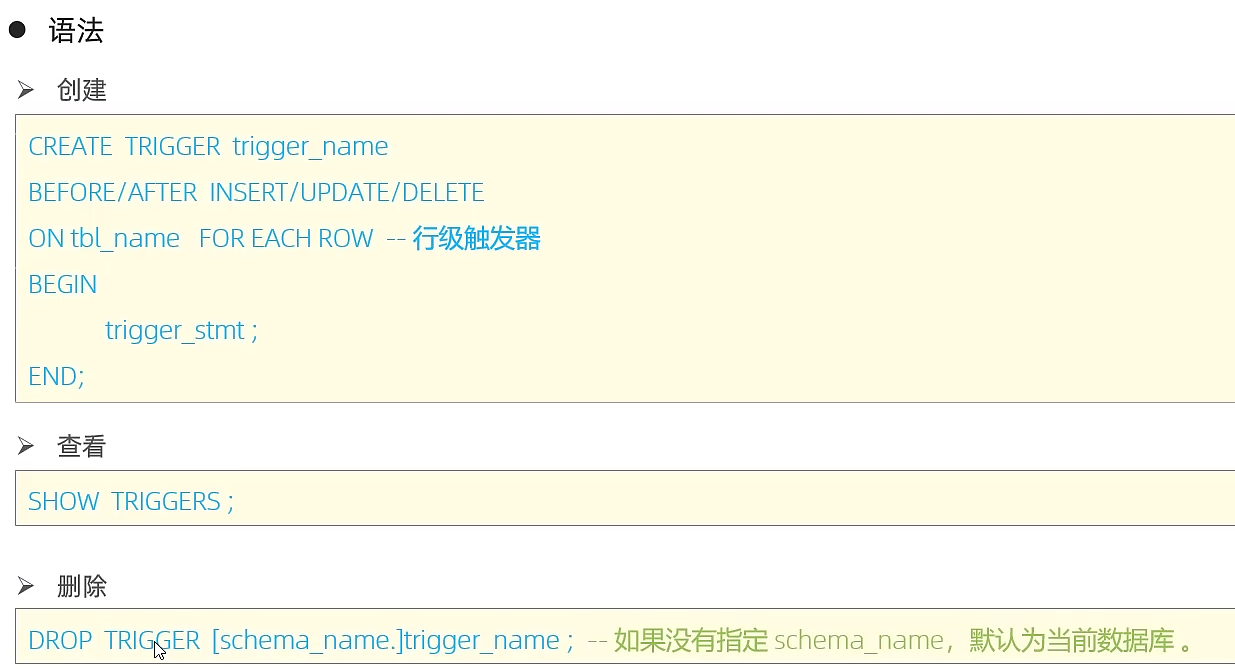 语法
创建
CREATE TRIGGER trigger_name
BEFORE/AFTER INSERT/UPDATE/DELETE
ON tbl_name FOR EACH ROW -- 行级触发器
BEGIN
trigger_stmt ;
END;
查看
SHOW TRIGGERS ;
删除
DROP TRIGGER [schema_name.]trigger_name ; -- 如果没有指定 schema_name，默认为当前数据库 。